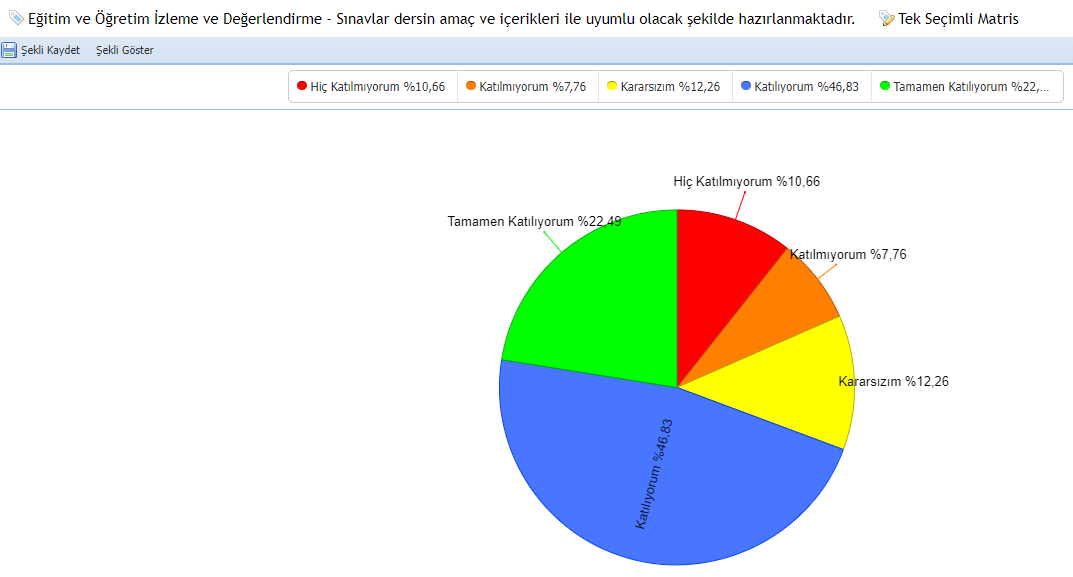 Eğitim ve Öğretim İzleme ve Değerlendirme - Sınavlar dersin amaç ve içerikleri ile uyumlu olacak şekilde hazırlanmaktadır. Tek Seçimli Matris
Şekli Kaydet Şekli Göster
Hiç Katılmıyorum %10,66 Katılmıyorum %7,76 Kararsızım %12,26 Katılıyorum %46,83 Tamamen Katılıyorum %22,...
Hiç Katılmıyorum %10,66
Tamamen Katılıyorum %22,49
Katılmıyorum %7,76
Kararsızım %12,26
Katılıyorum %46,83